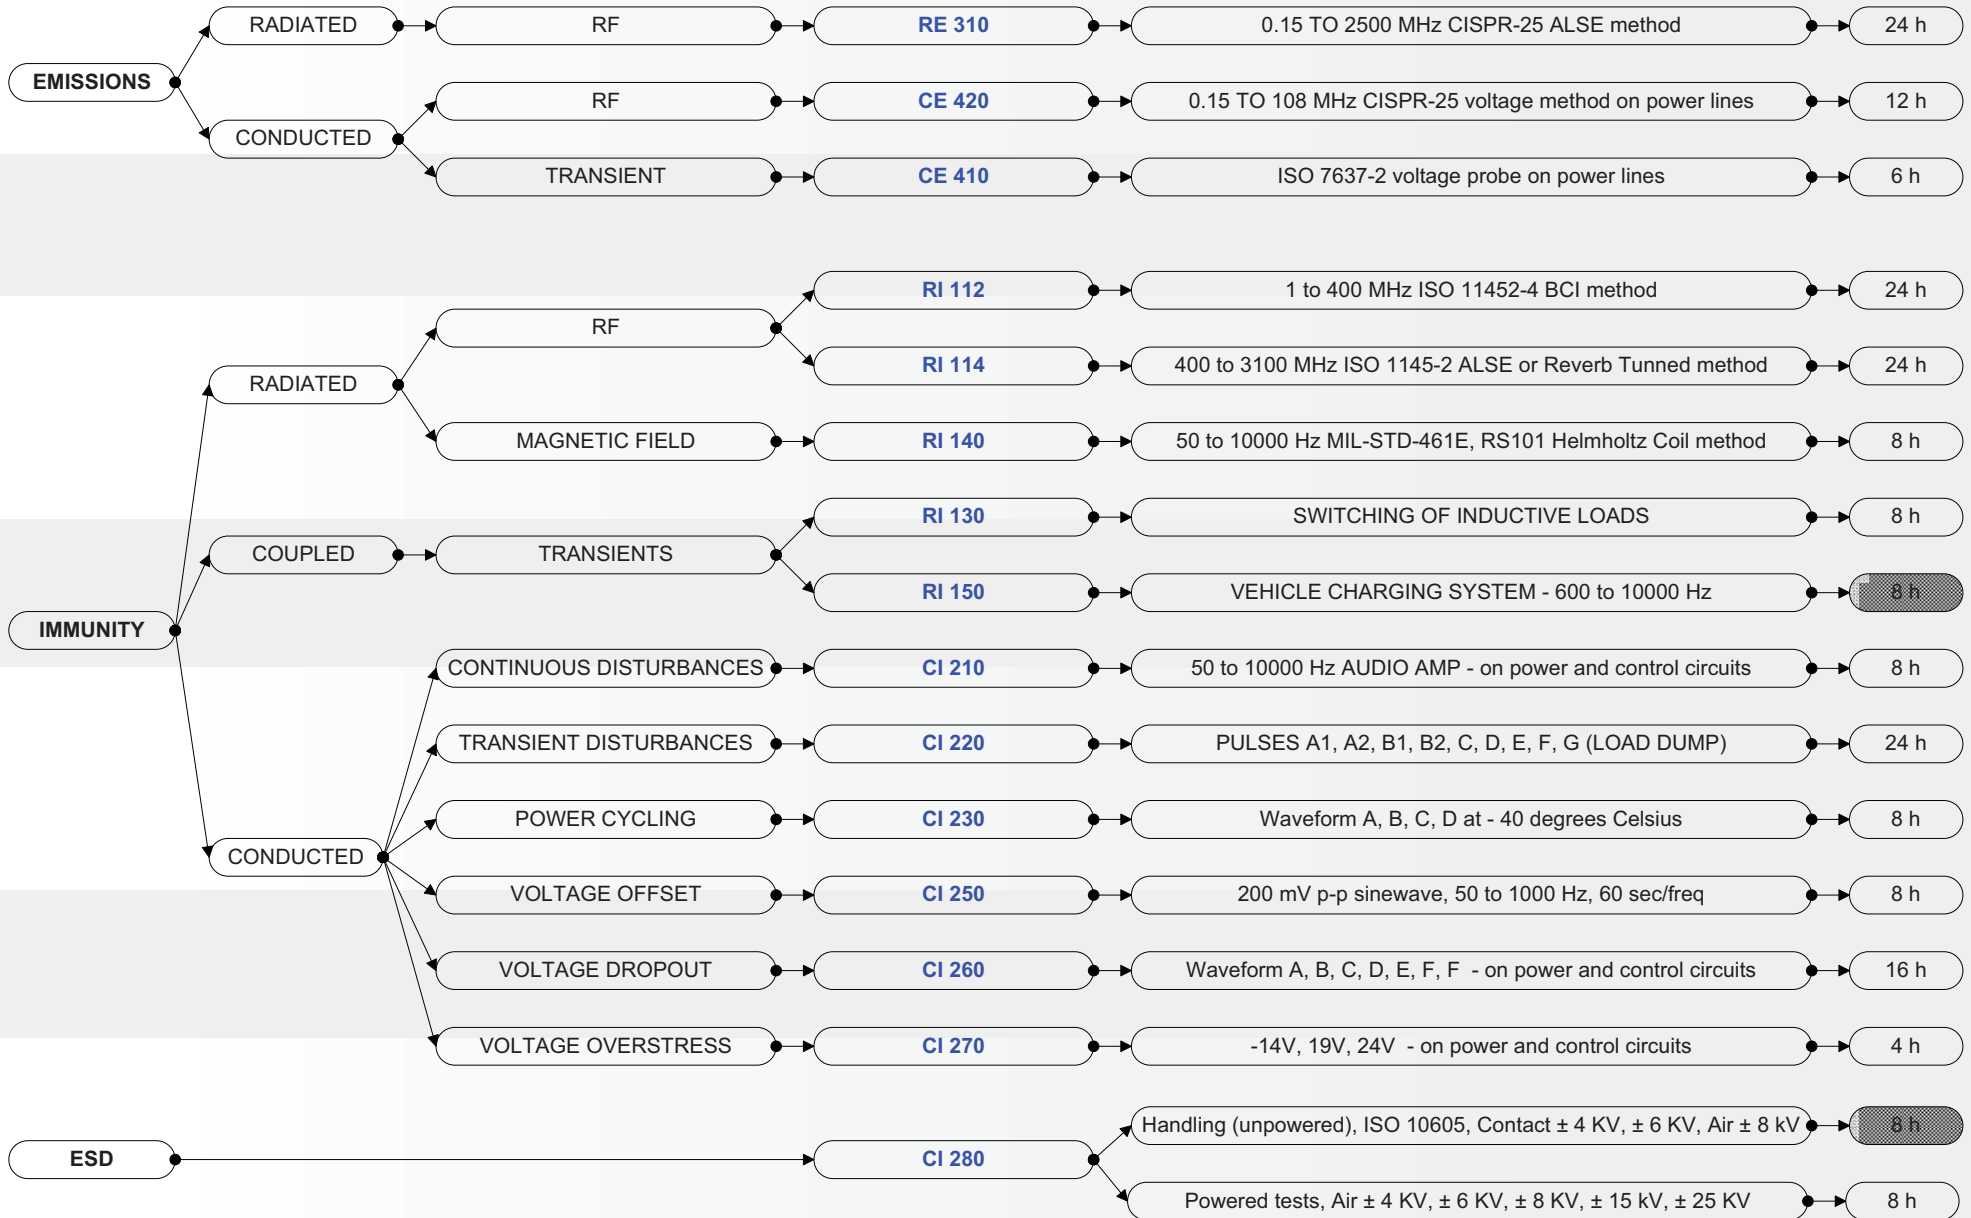 RADIATED RF RE 310 0.15 TO 2500 MHz CISPR-25 ALSE method 24 h
EMISSIONS
RF CE 420 0.15 TO 108 MHz CISPR-25 voltage method on power lines 12 h
CONDUCTED
TRANSIENT CE 410 ISO 7637-2 voltage probe on power lines 6 h
RI 112 1 to 400 MHz ISO 11452-4 BCI method 24 h
RF
RI 114 400 to 3100 MHz ISO 1145-2 ALSE or Reverb Tunned method 24 h
RADIATED
MAGNETIC FIELD RI 140 50 to 10000 Hz MIL-STD-461E, RS101 Helmholtz Coil method 8 h
RI 130 SWITCHING OF INDUCTIVE LOADS 8 h
COUPLED TRANSIENTS
RI 150 VEHICLE CHARGING SYSTEM - 600 to 10000 Hz 8 h
IMMUNITY
CONTINUOUS DISTURBANCES CI 210 50 to 10000 Hz AUDIO AMP - on power and control circuits 8 h
TRANSIENT DISTURBANCES CI 220 PULSES A1, A2, B1, B2, C, D, E, F, G (LOAD DUMP) 24 h
POWER CYCLING CI 230 Waveform A, B, C, D at - 40 degrees Celsius 8 h
CONDUCTED
VOLTAGE OFFSET CI 250 200 mV p-p sinewave, 50 to 1000 Hz, 60 sec/freq 8 h
VOLTAGE DROPOUT CI 260 Waveform A, B, C, D, E, F, F - on power and control circuits 16 h
VOLTAGE OVERSTRESS CI 270 -14V, 19V, 24V - on power and control circuits 4 h
Handling (unpowered), ISO 10605, Contact ± 4 KV, ± 6 KV, Air ± 8 kV 8 h
ESD CI 280
Powered tests, Air ± 4 KV, ± 6 KV, ± 8 KV, ± 15 kV, ± 25 KV 8 h